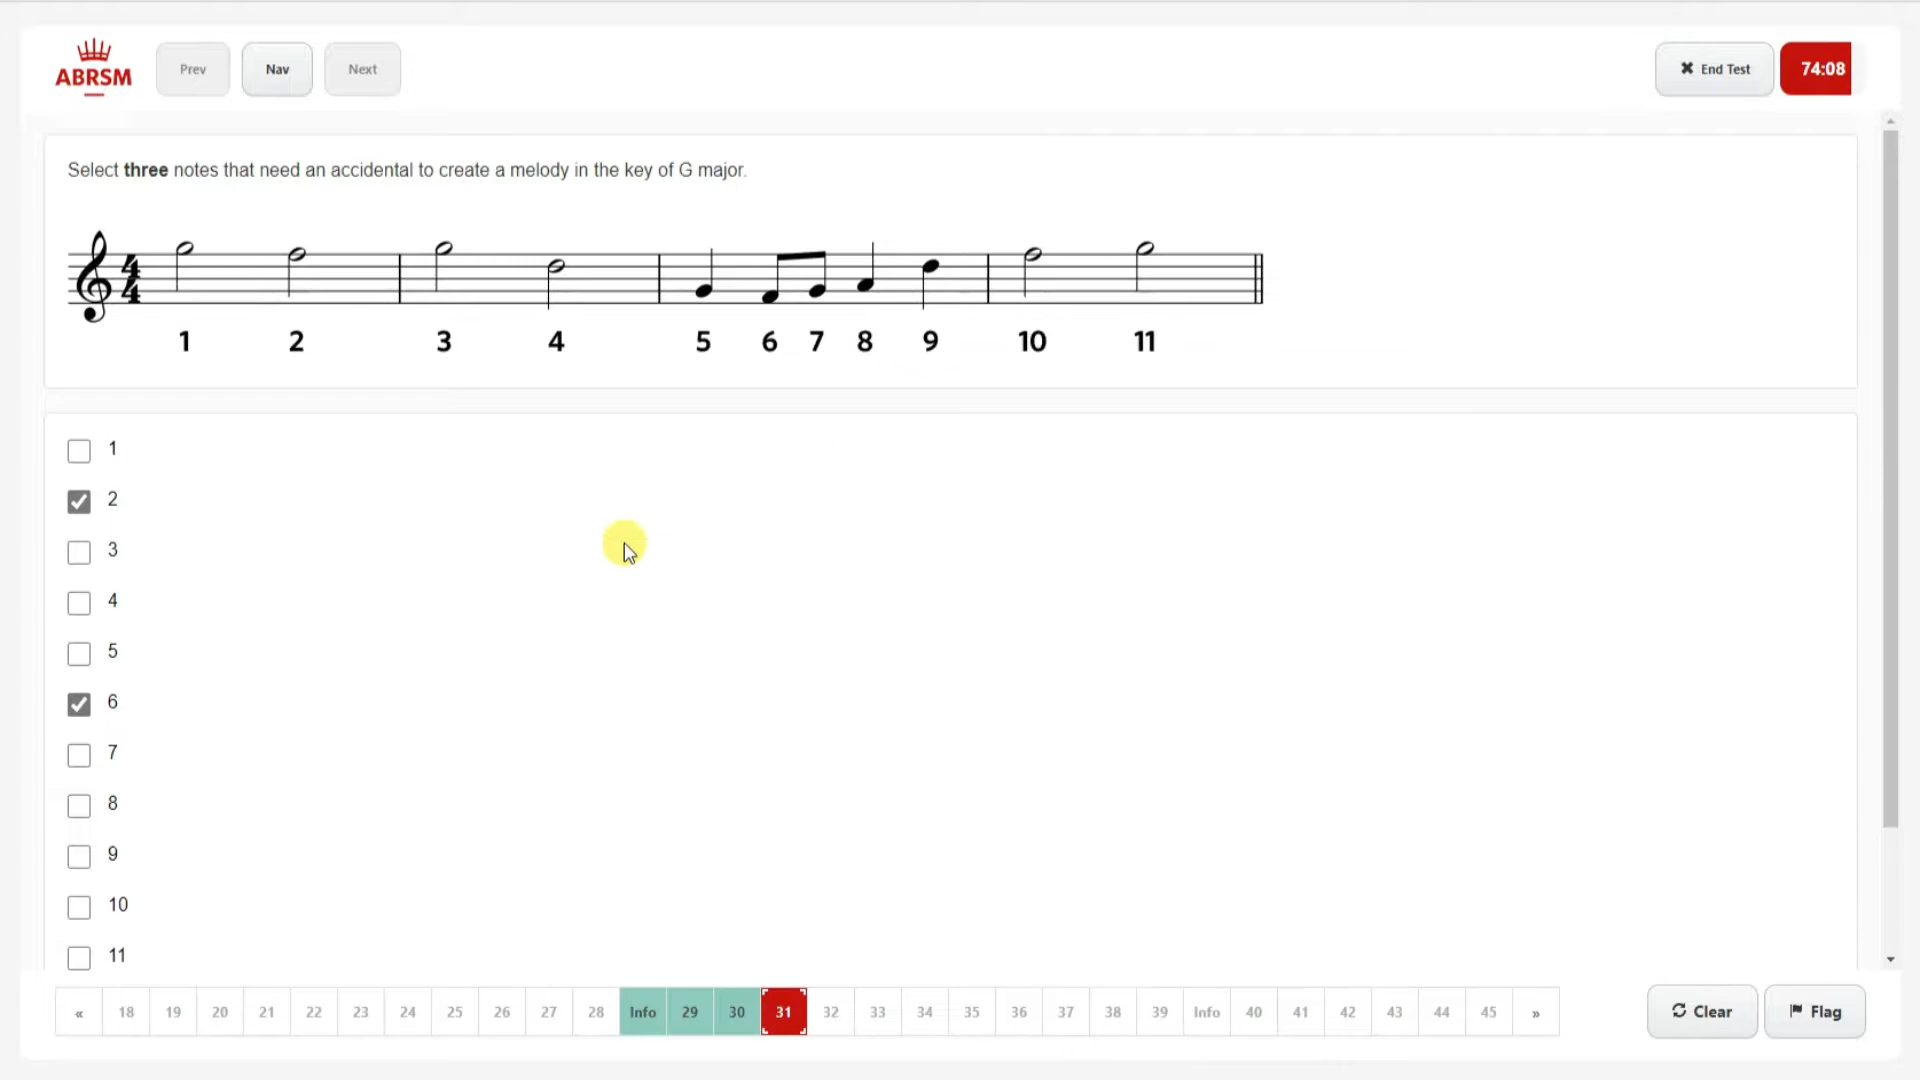 ABRSM
Prev Nav Next End Test 74:08
Select three notes that need an accidental to create a melody in the key of G major.
4
4
1 2 3 4 5 6 7 8 9 10 11
1
2
3
4
5
6
7
8
9
10
11
« 18 19 20 21 22 23 24 25 26 27 28 Info 29 30 31 32 33 34 35 36 37 38 39 Info 40 41 42 43 44 45 » Clear Flag